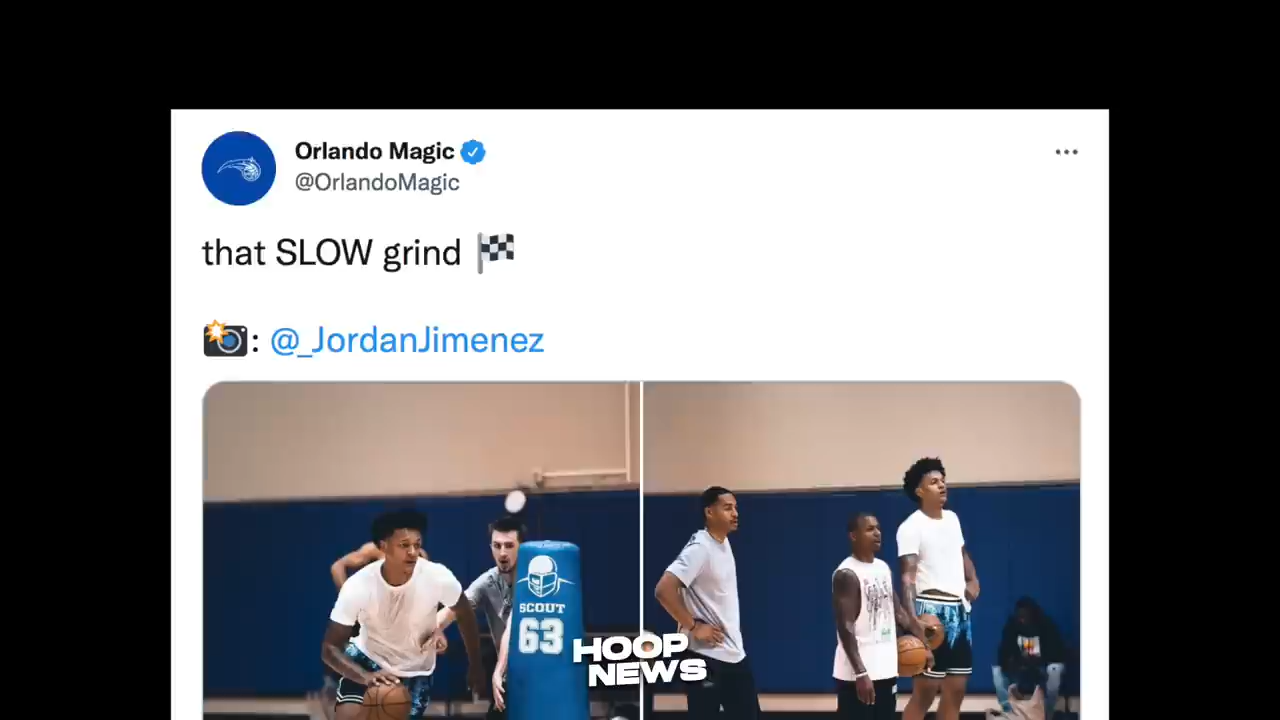 Orlando Magic
@OrlandoMagic
that SLOW grind 🏁
📸: @_JordanJimenez
SCOUT
63
HOOP
NEWS